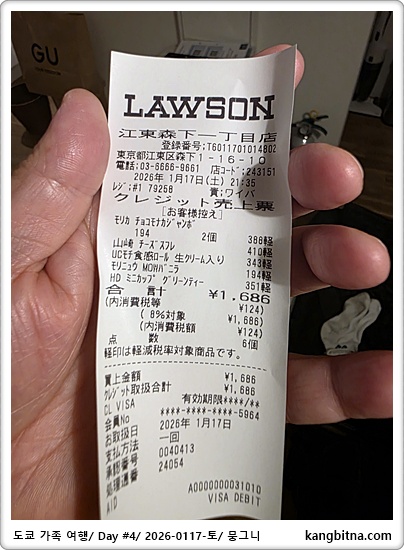 GU
LAWSON
江東森下一丁目店
登録番号:T6011701014802
東京都江東区森下1-16-10
電話:03-6666-9661 店コード:243151
2026年 1月17日(土) 21:35
レジ:#1 79258 責:ワイバ
クレジット売上票
[お客様控え]
モリカ チョコモナカジャンボ
194 2個 388軽
山崎 チーズスフレ 410軽
UCモチ食感ロール 生クリーム入り 343軽
モリニュウ MOWバニラ 194軽
HD ミニカップ グリーンティー 351軽
合 計 ¥1,686
(内消費税等 ¥124)
( 8%対象 ¥1,686)
(内消費税額 ¥124)
点 数 6個
軽印は軽減税率対象商品です。
買上金額 ¥1,686
クレジット取扱合計 ¥1,686
CL VISA 有効期限****/**
会員No ****-****-****-5964
お取扱日 2026年 1月17日
支払方法 一回
承認番号 0040413
処理通番 24054
AID A0000000031010
VISA DEBIT
도쿄 가족 여행/ Day #4/ 2026-0117-토/ 뭉그니
kangbitna.com